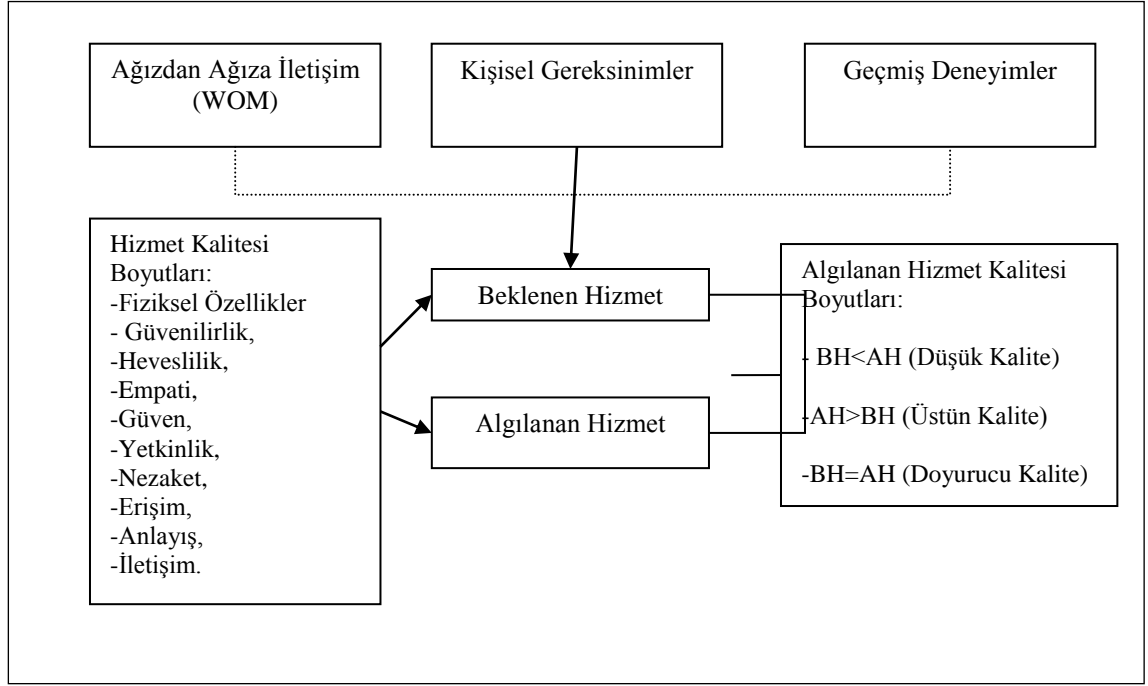 Ağızdan Ağıza İletişim
(WOM)
Kişisel Gereksinimler
Geçmiş Deneyimler
Hizmet Kalitesi
Boyutları:
-Fiziksel Özellikler
- Güvenilirlik,
-Heveslilik,
-Empati,
-Güven,
-Yetkinlik,
-Nezaket,
-Erişim,
-Anlayış,
-İletişim.
Beklenen Hizmet
Algılanan Hizmet
Algılanan Hizmet Kalitesi
Boyutları:
- BH<AH (Düşük Kalite)
-AH>BH (Üstün Kalite)
-BH=AH (Doyurucu Kalite)